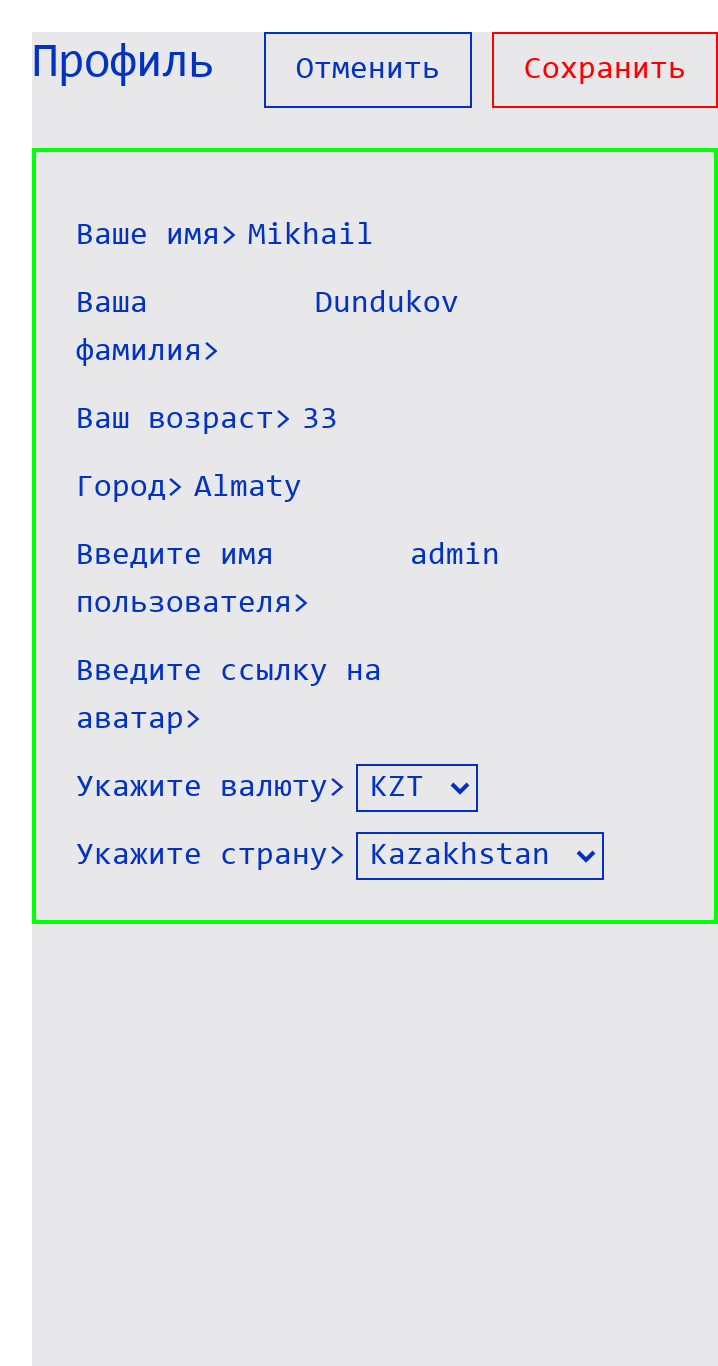 Профиль Отменить Сохранить
Ваше имя> Mikhail
Ваша Dundukov
фамилия>
Ваш возраст> 33
Город> Almaty
Введите имя admin
пользователя>
Введите ссылку на
аватар>
Укажите валюту> KZT
Укажите страну> Kazakhstan